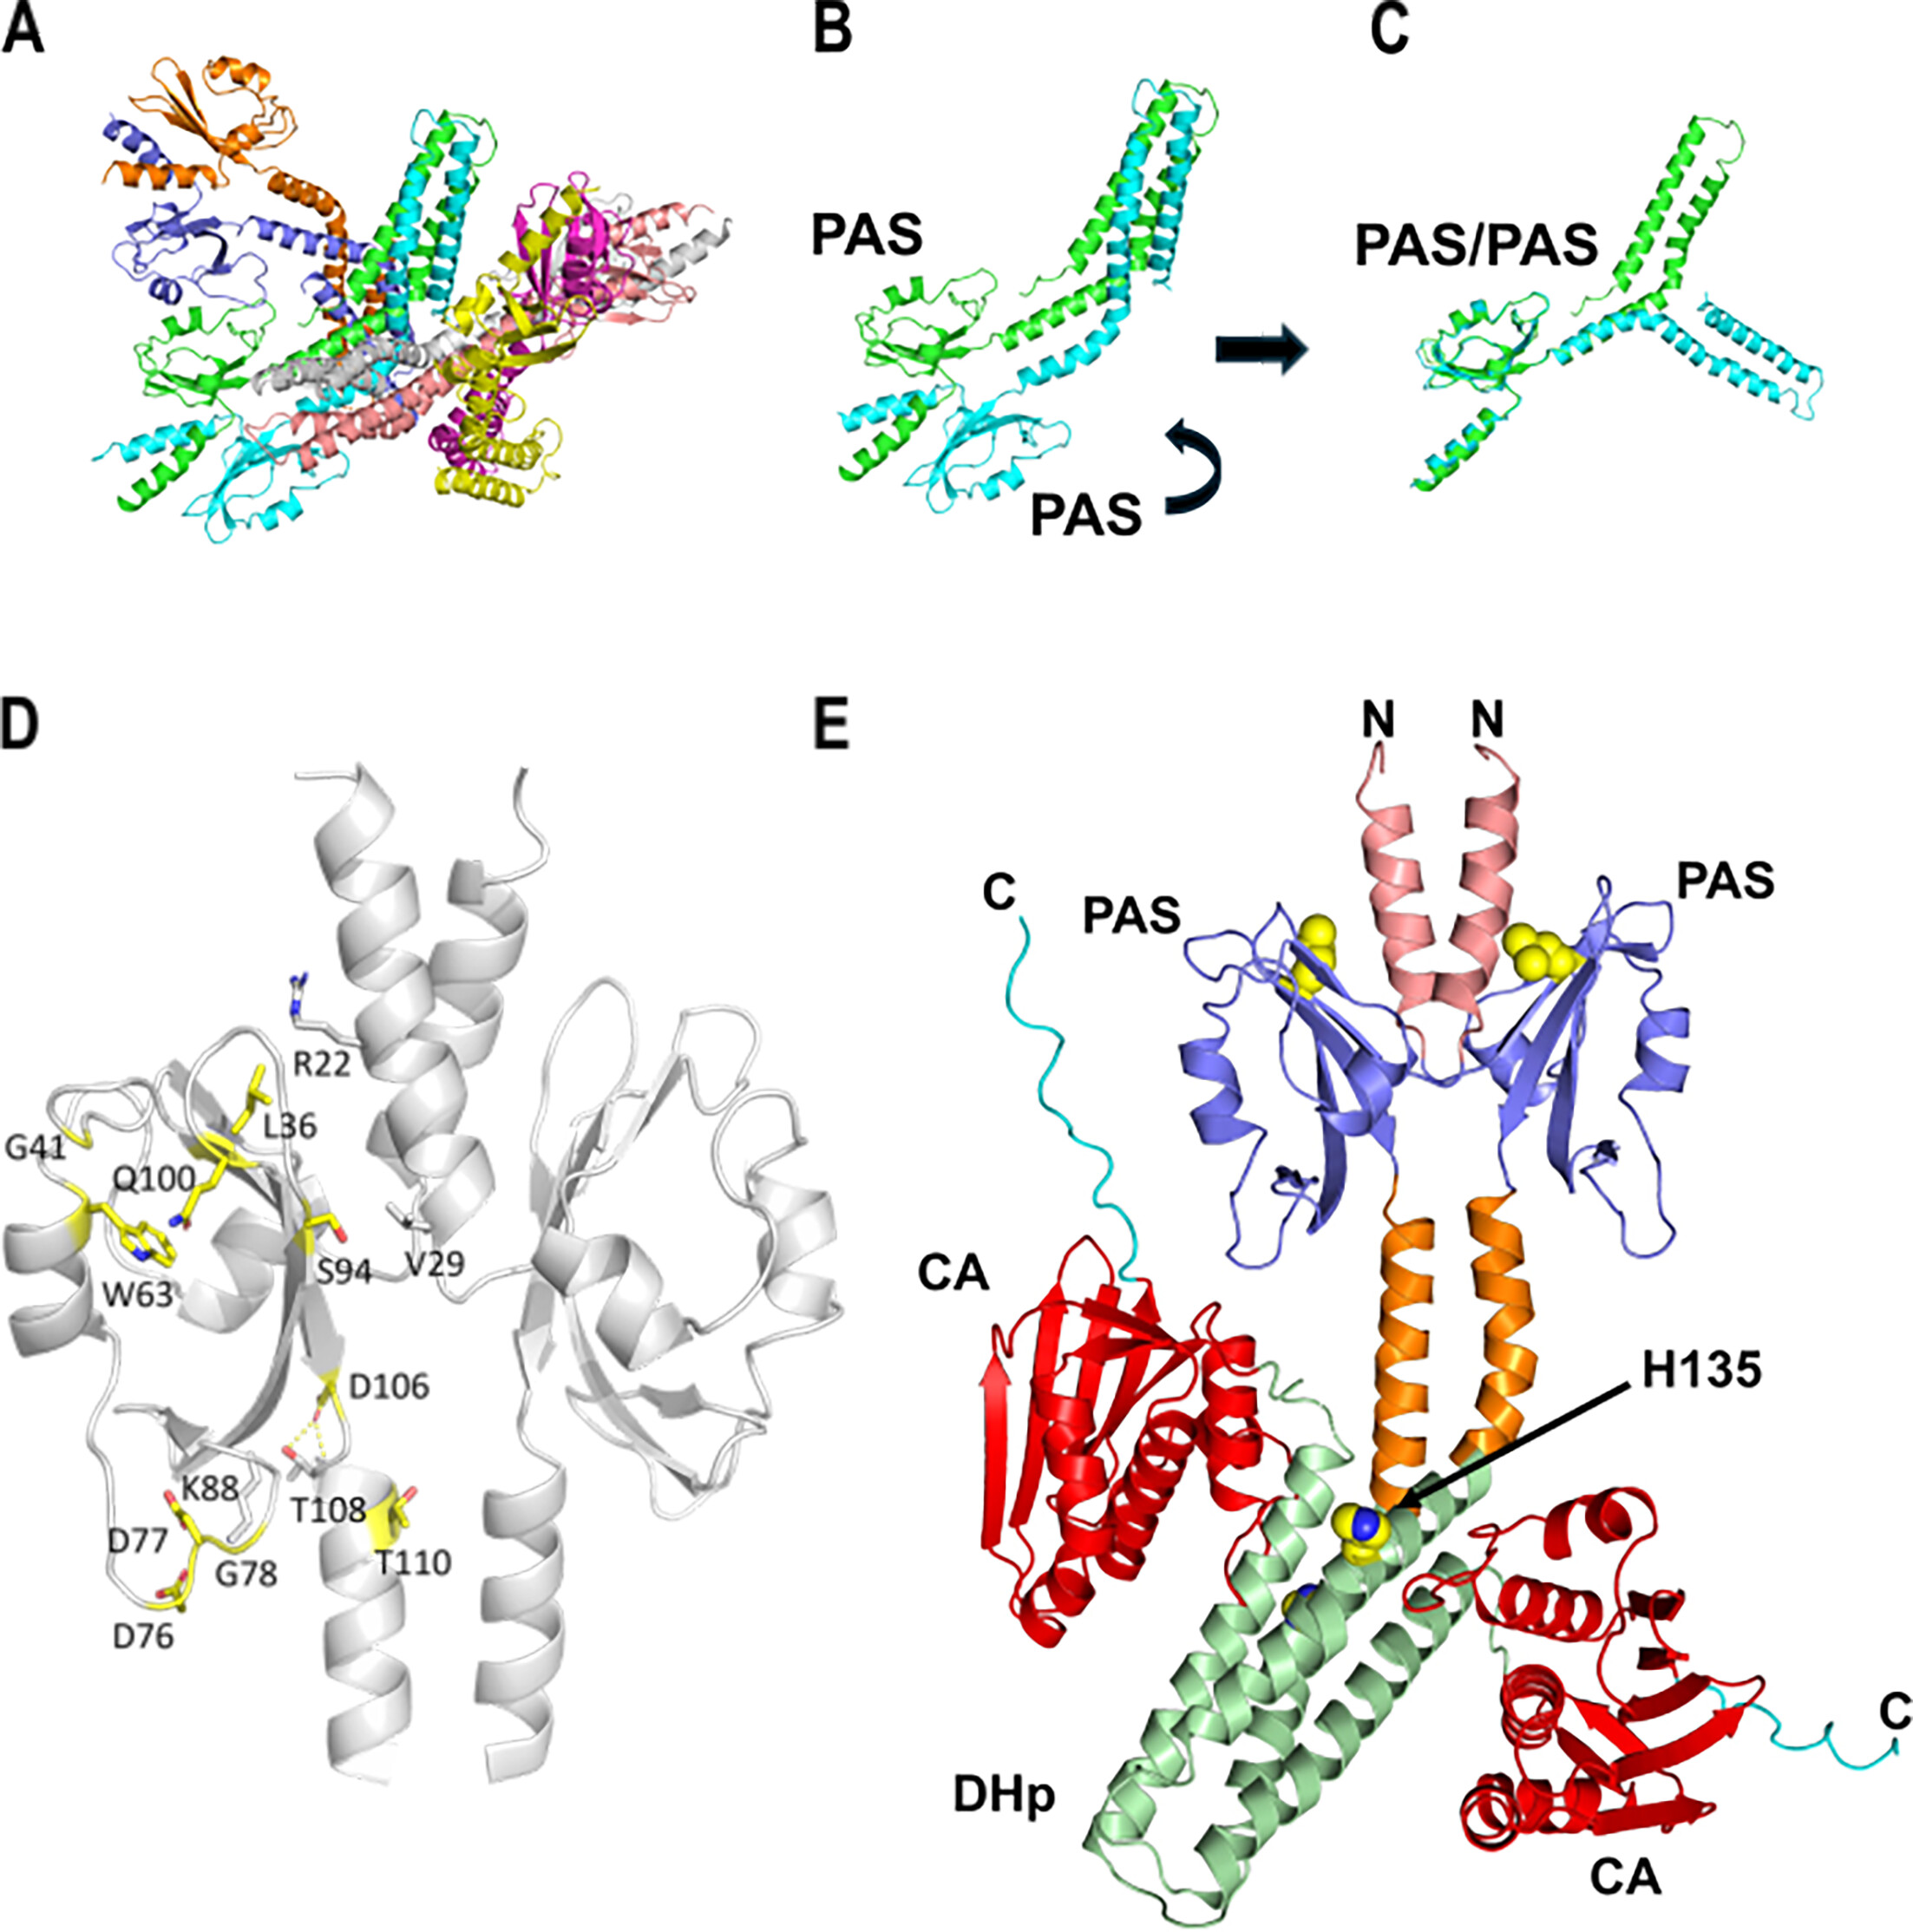 A
B
C
PAS
PAS
PAS/PAS
D
R22
L36
G41
Q100
S94
V29
W63
D106
K88
T108
D77
G78
T110
D76
E
N
N
PAS
PAS
C
CA
H135
C
DHp
CA